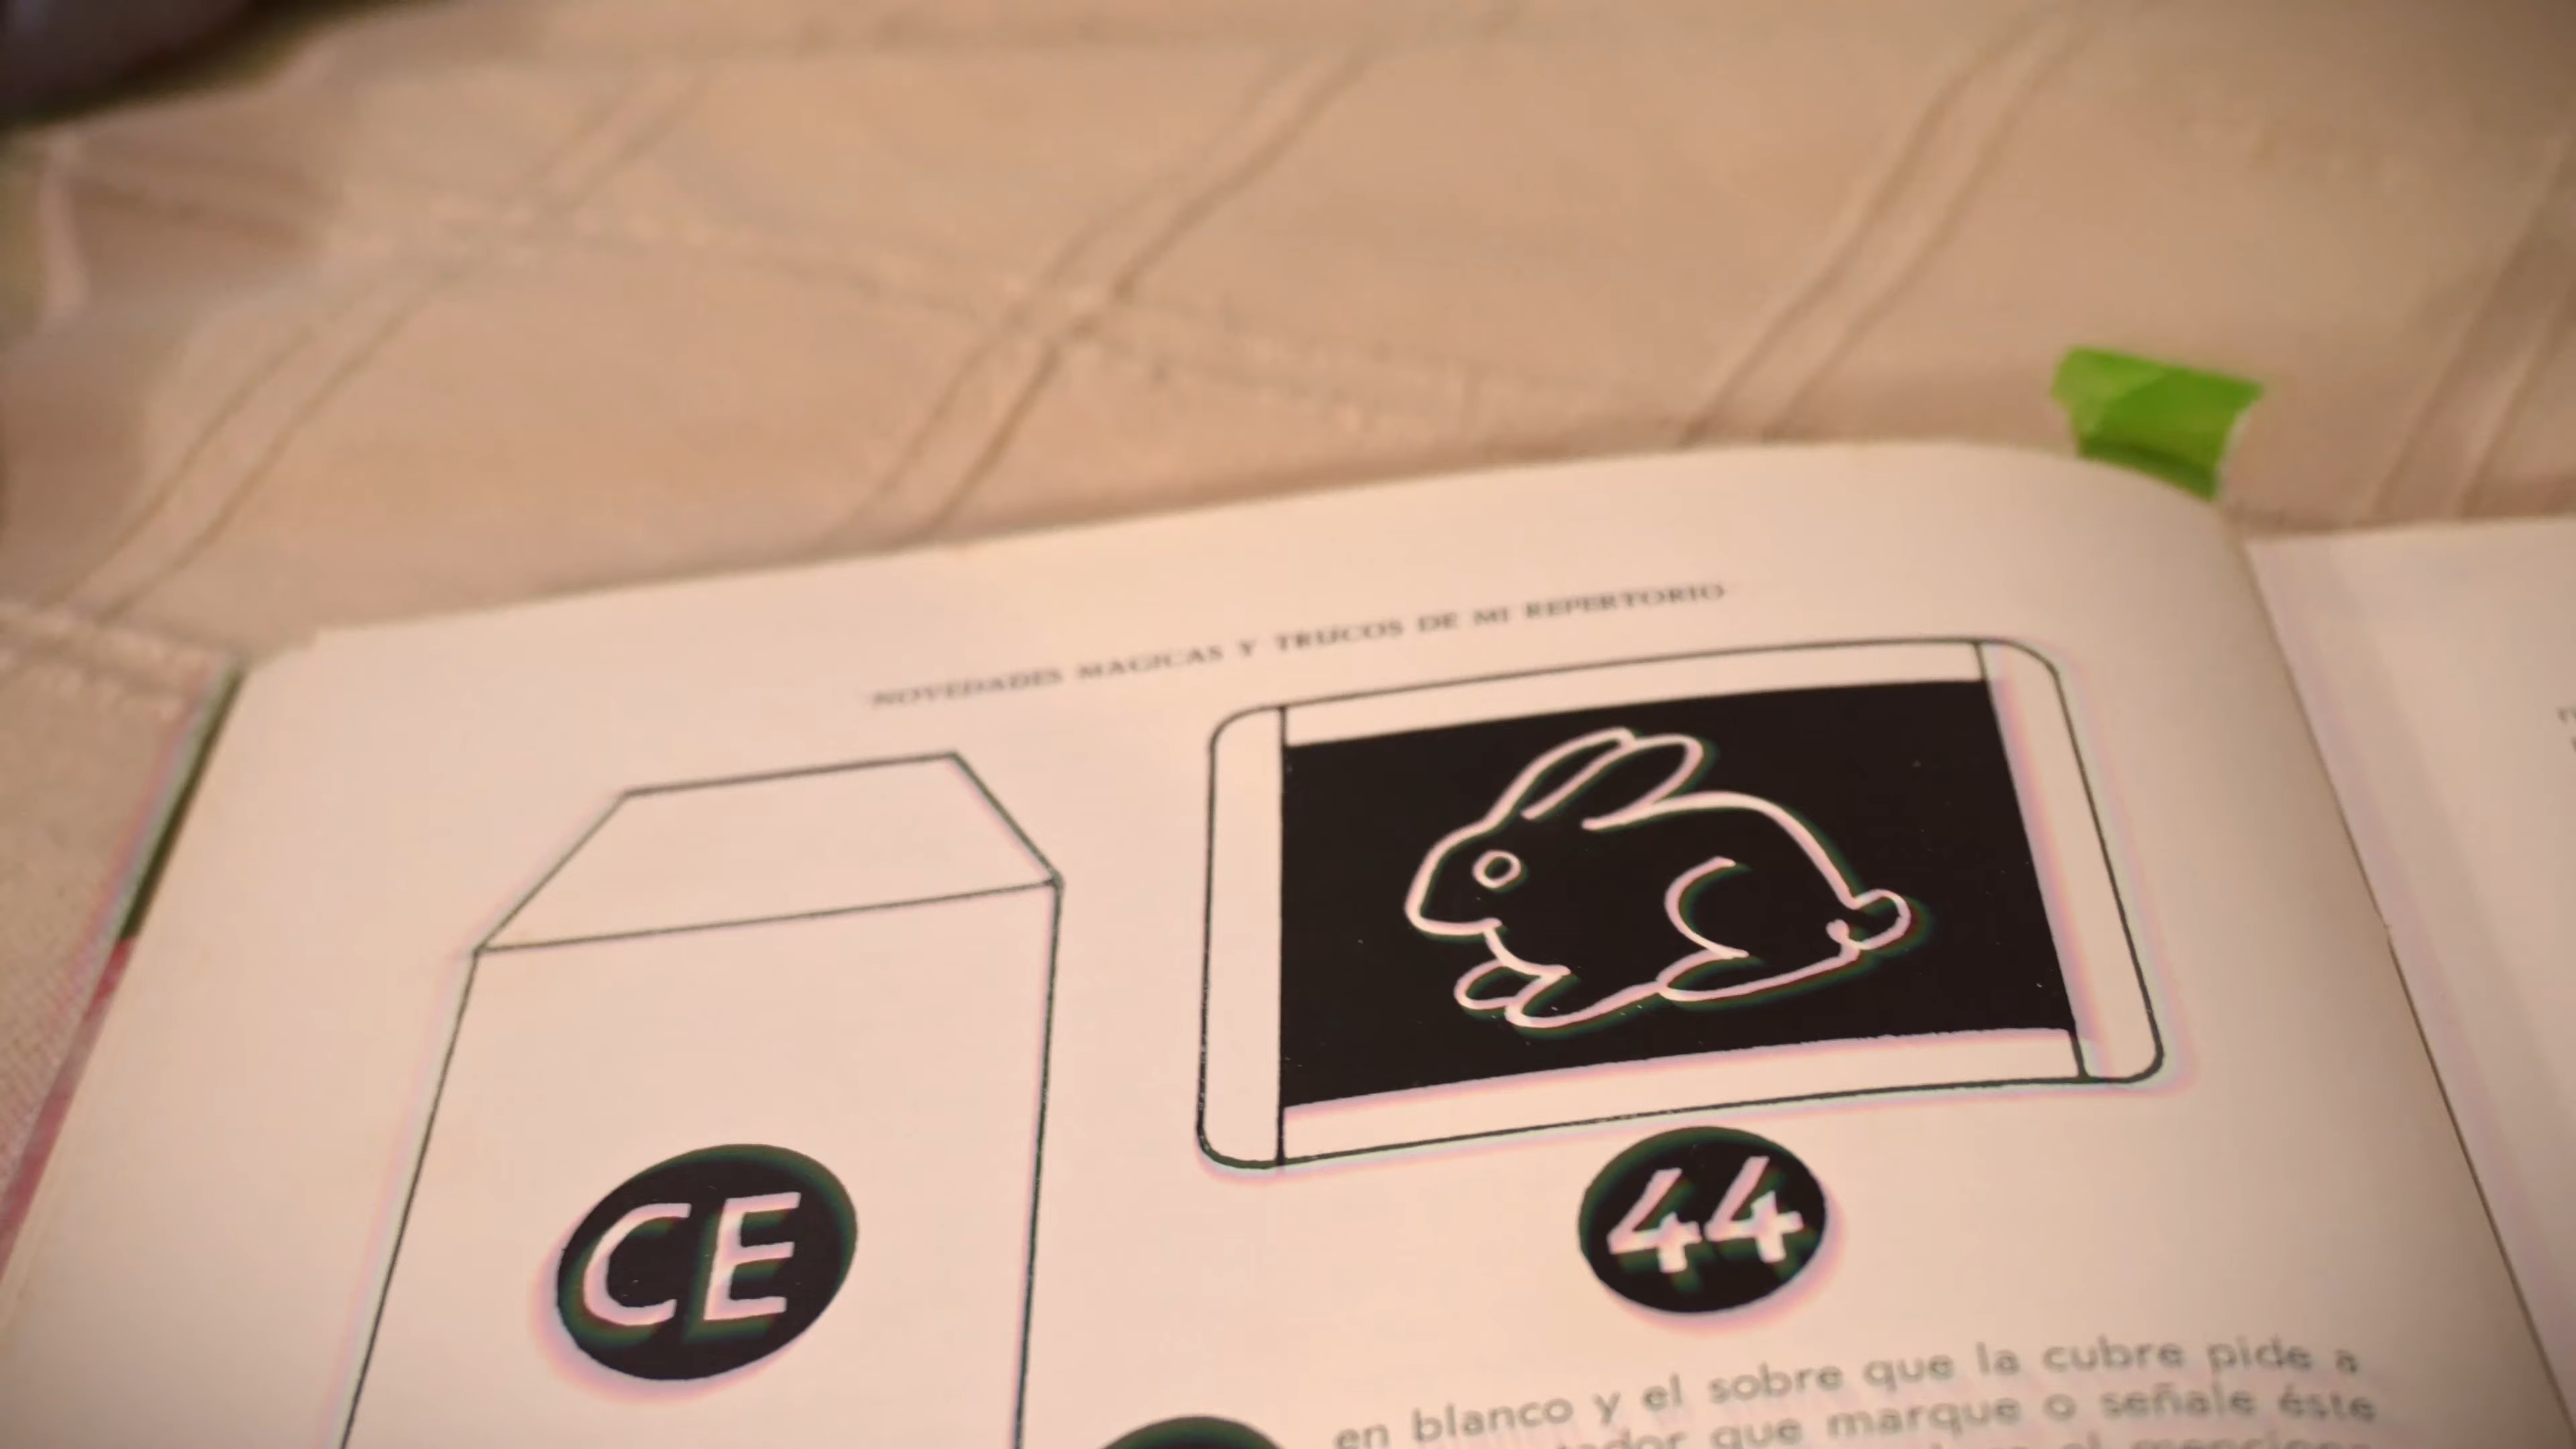 NOVEDADES MAGICAS Y TRUCOS DE MI REPERTORIO
CE
44
en blanco y el sobre que la cubre pide a
que marque o señale éste